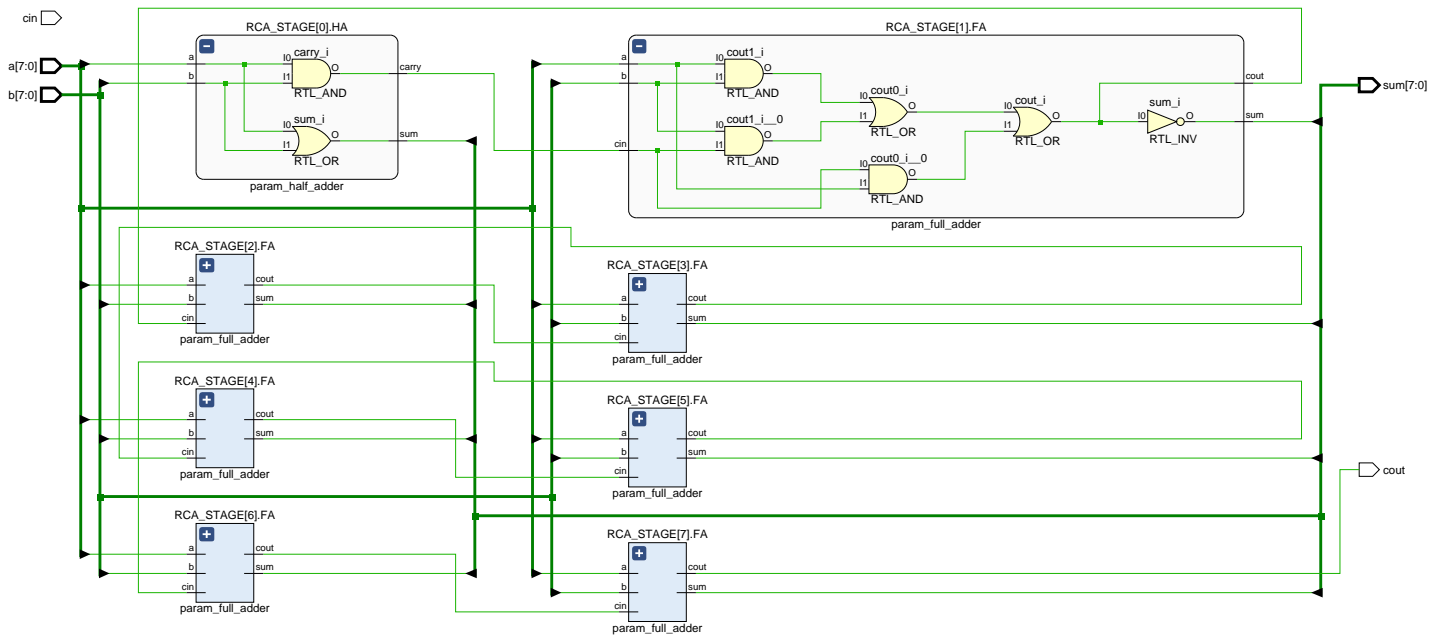 cin
a[7:0]
b[7:0]
RCA_STAGE[0].HA
a
b
carry_i
I0
I1
O
RTL_AND
sum_i
I0
I1
O
RTL_OR
carry
sum
param_half_adder
RCA_STAGE[1].FA
a
b
cin
cout1_i
I0
I1
O
RTL_AND
cout1_i__0
I0
I1
O
RTL_AND
cout0_i
I0
I1
O
RTL_OR
cout0_i__0
I0
I1
O
RTL_AND
cout_i
I0
I1
O
RTL_OR
sum_i
I0
O
RTL_INV
cout
sum
param_full_adder
sum[7:0]
RCA_STAGE[2].FA
a
b
cin
cout
sum
param_full_adder
RCA_STAGE[3].FA
a
b
cin
cout
sum
param_full_adder
RCA_STAGE[4].FA
a
b
cin
cout
sum
param_full_adder
RCA_STAGE[5].FA
a
b
cin
cout
sum
param_full_adder
cout
RCA_STAGE[6].FA
a
b
cin
cout
sum
param_full_adder
RCA_STAGE[7].FA
a
b
cin
cout
sum
param_full_adder